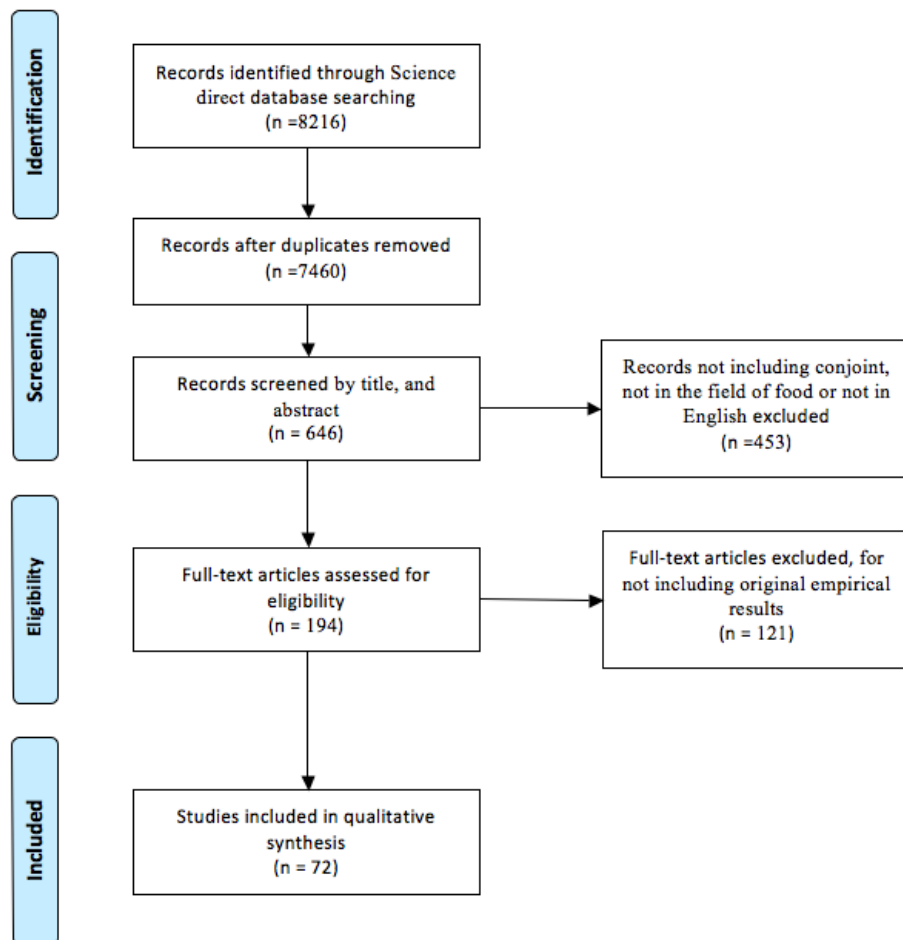 Identification
Records identified through Science
direct database searching
(n =8216)
Records after duplicates removed
(n =7460)
Screening
Records screened by title, and
abstract
(n = 646)
Records not including conjoint,
not in the field of food or not in
English excluded
(n =453)
Eligibility
Full-text articles assessed for
eligibility
(n = 194)
Full-text articles excluded, for
not including original empirical
results
(n = 121)
Included
Studies included in qualitative
synthesis
(n = 72)